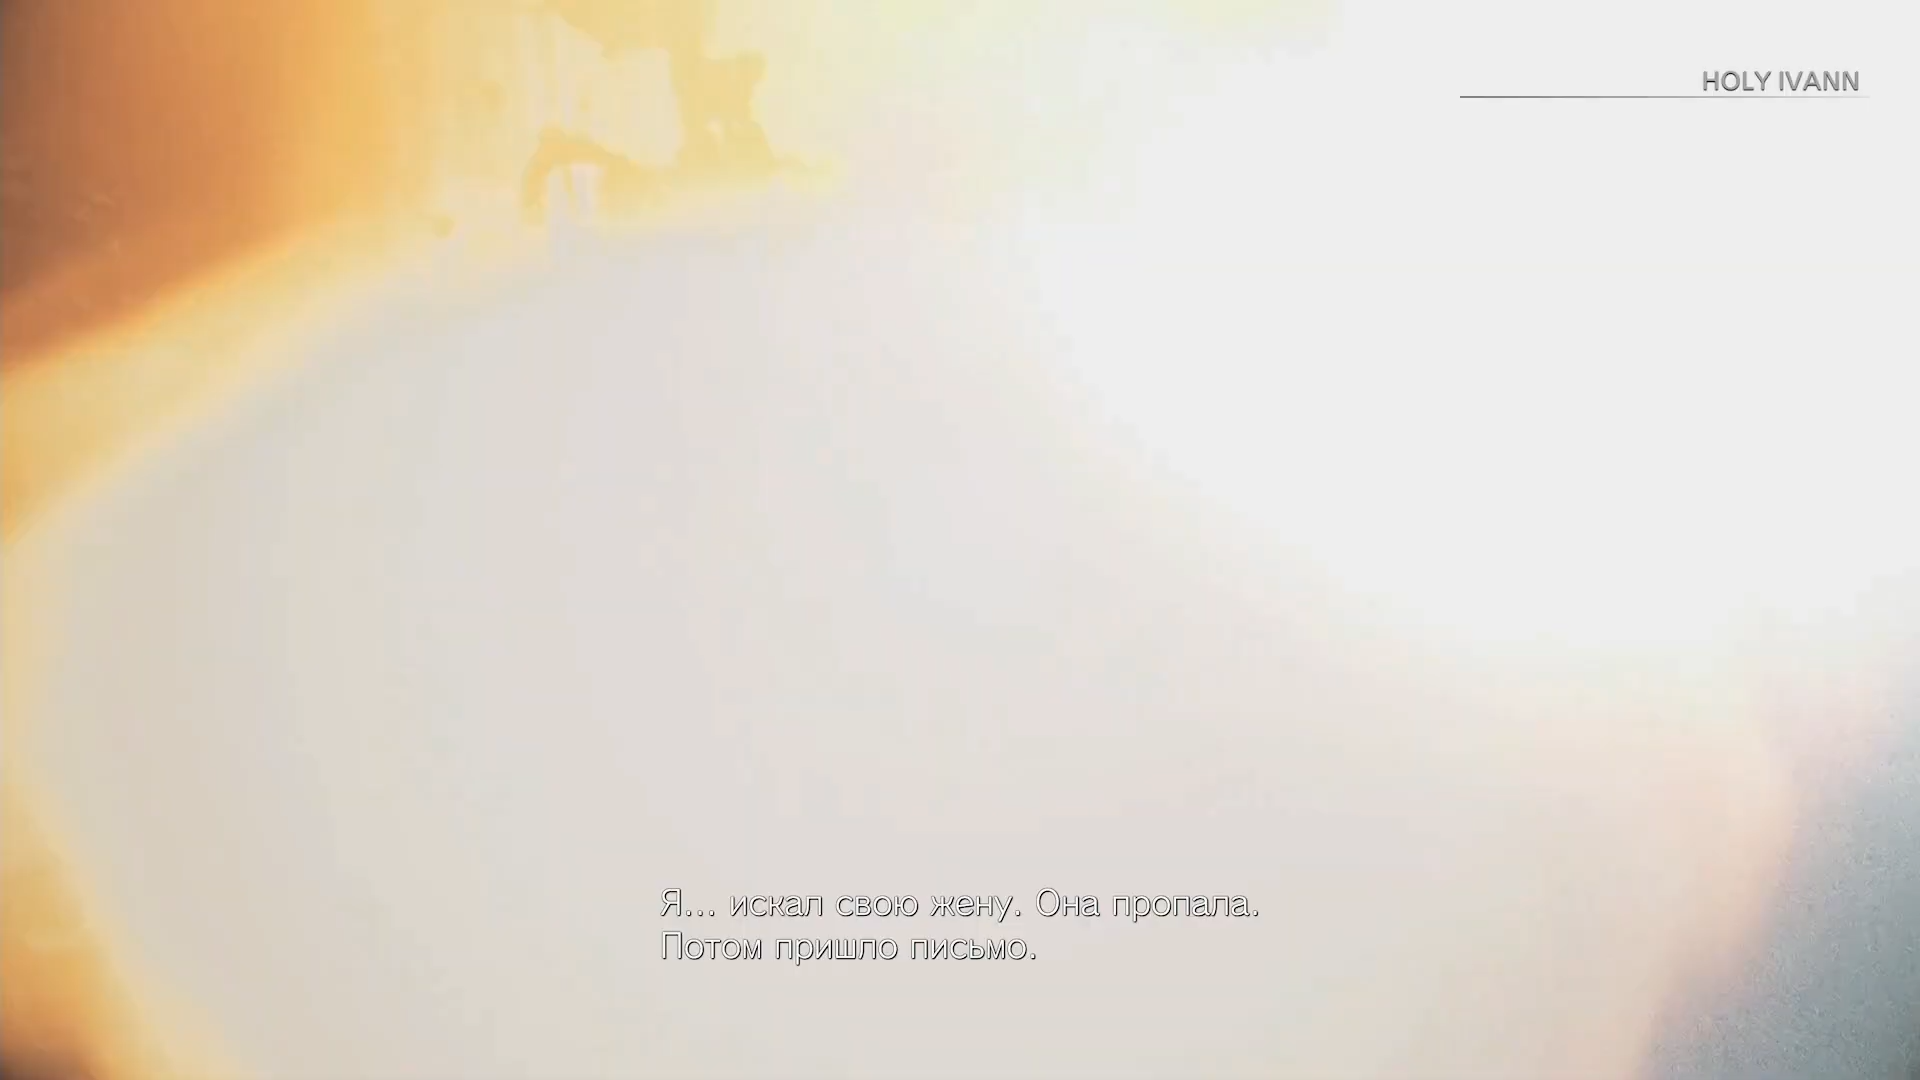 HOLY IVANN
Я... искал свою жену. Она пропала.
Потом пришло письмо.